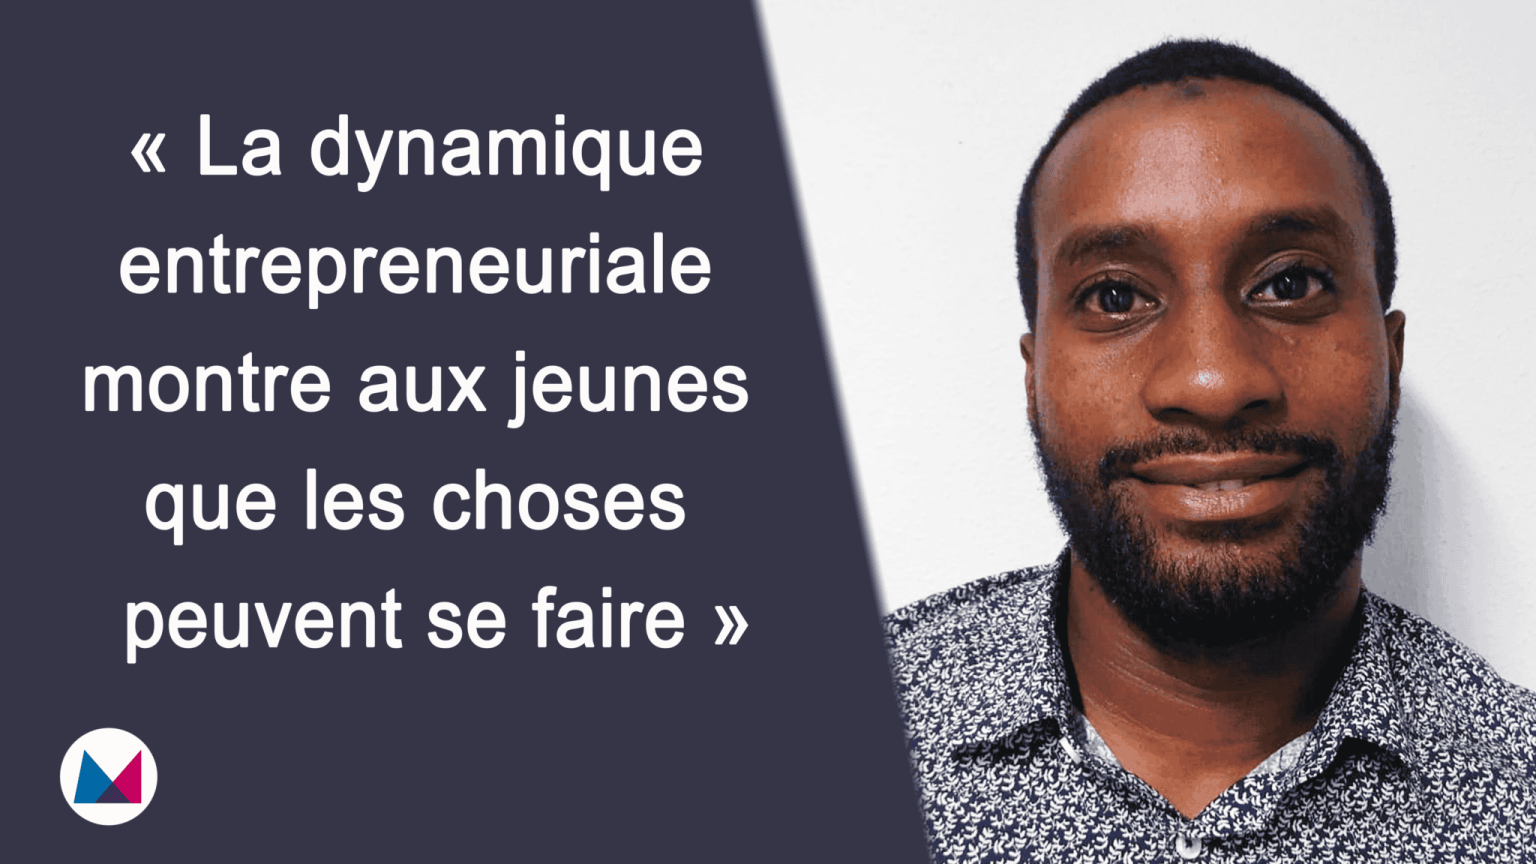 « La dynamique
entrepreneuriale
montre aux jeunes
que les choses
peuvent se faire »